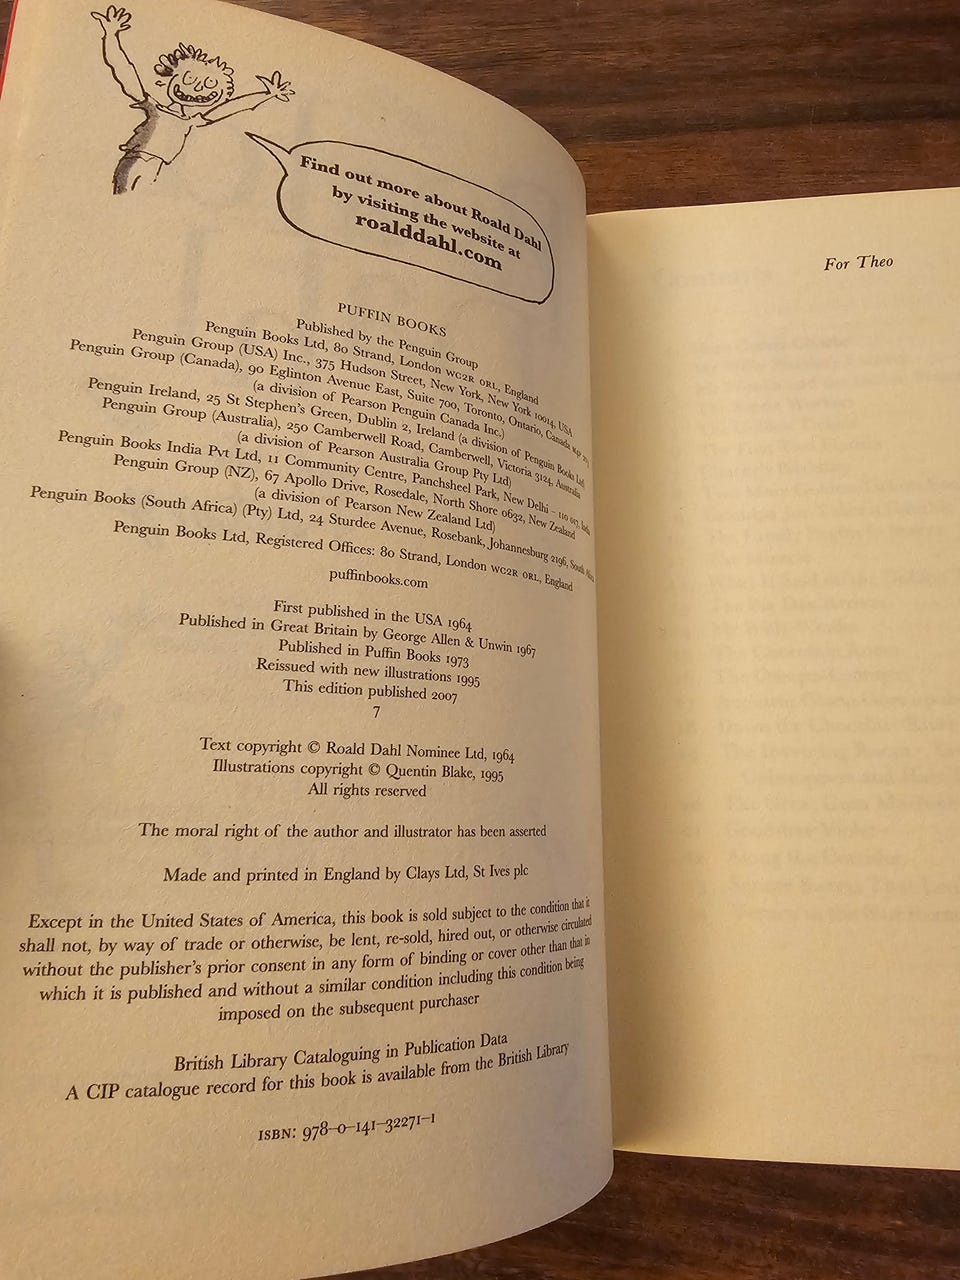 Find out more about Roald Dahl
by visiting the website at
roalddahl.com
PUFFIN BOOKS
Published by the Penguin Group
Penguin Books Ltd, 80 Strand, London WC2R 0RL, England
Penguin Group (USA) Inc., 375 Hudson Street, New York, New York 10014, USA
Penguin Group (Canada), 90 Eglinton Avenue East, Suite 700, Toronto, Ontario, Canada
(a division of Pearson Penguin Canada Inc.)
Penguin Ireland, 25 St Stephen's Green, Dublin 2, Ireland (a division of Penguin Books Ltd)
Penguin Group (Australia), 250 Camberwell Road, Camberwell, Victoria 3124, Australia
(a division of Pearson Australia Group Pty Ltd)
Penguin Books India Pvt Ltd, 11 Community Centre, Panchsheel Park, New Delhi – 110 017, India
Penguin Group (NZ), 67 Apollo Drive, Rosedale, North Shore 0632, New Zealand
(a division of Pearson New Zealand Ltd)
Penguin Books (South Africa) (Pty) Ltd, 24 Sturdee Avenue, Rosebank, Johannesburg 2196, South Africa
Penguin Books Ltd, Registered Offices: 80 Strand, London WC2R 0RL, England
puffinbooks.com
First published in the USA 1964
Published in Great Britain by George Allen & Unwin 1967
Published in Puffin Books 1973
Reissued with new illustrations 1995
This edition published 2007
7
Text copyright © Roald Dahl Nominee Ltd, 1964
Illustrations copyright © Quentin Blake, 1995
All rights reserved
The moral right of the author and illustrator has been asserted
Made and printed in England by Clays Ltd, St Ives plc
Except in the United States of America, this book is sold subject to the condition that it
shall not, by way of trade or otherwise, be lent, re-sold, hired out, or otherwise circulated
without the publisher's prior consent in any form of binding or cover other than that in
which it is published and without a similar condition including this condition being
imposed on the subsequent purchaser
British Library Cataloguing in Publication Data
A CIP catalogue record for this book is available from the British Library
ISBN: 978–0–141–32271–1
For Theo